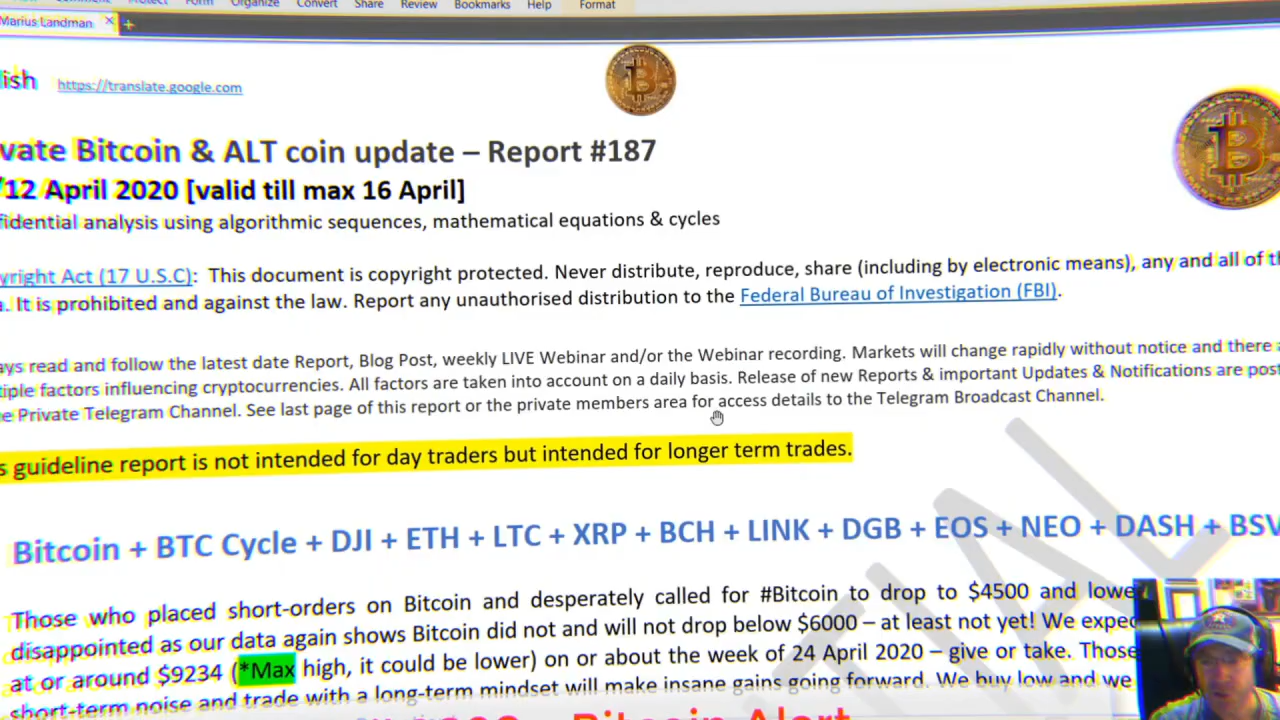 Organize Convert Share Review Bookmarks Help Format
Marius Landman × +
lish https://translate.google.com
vate Bitcoin & ALT coin update – Report #187
/12 April 2020 [valid till max 16 April]
fidential analysis using algorithmic sequences, mathematical equations & cycles
yright Act (17 U.S.C): This document is copyright protected. Never distribute, reproduce, share (including by electronic means), any and all of th
. It is prohibited and against the law. Report any unauthorised distribution to the Federal Bureau of Investigation (FBI).
ays read and follow the latest date Report, Blog Post, weekly LIVE Webinar and/or the Webinar recording. Markets will change rapidly without notice and there a
tiple factors influencing cryptocurrencies. All factors are taken into account on a daily basis. Release of new Reports & important Updates & Notifications are post
e Private Telegram Channel. See last page of this report or the private members area for access details to the Telegram Broadcast Channel.
s guideline report is not intended for day traders but intended for longer term trades.
Bitcoin + BTC Cycle + DJI + ETH + LTC + XRP + BCH + LINK + DGB + EOS + NEO + DASH + BSV
Those who placed short-orders on Bitcoin and desperately called for #Bitcoin to drop to $4500 and lowe
disappointed as our data again shows Bitcoin did not and will not drop below $6000 – at least not yet! We expec
at or around $9234 (*Max high, it could be lower) on or about the week of 24 April 2020 – give or take. Those
short-term noise and trade with a long-term mindset will make insane gains going forward. We buy low and we
– Bitcoin Alert
TIAL